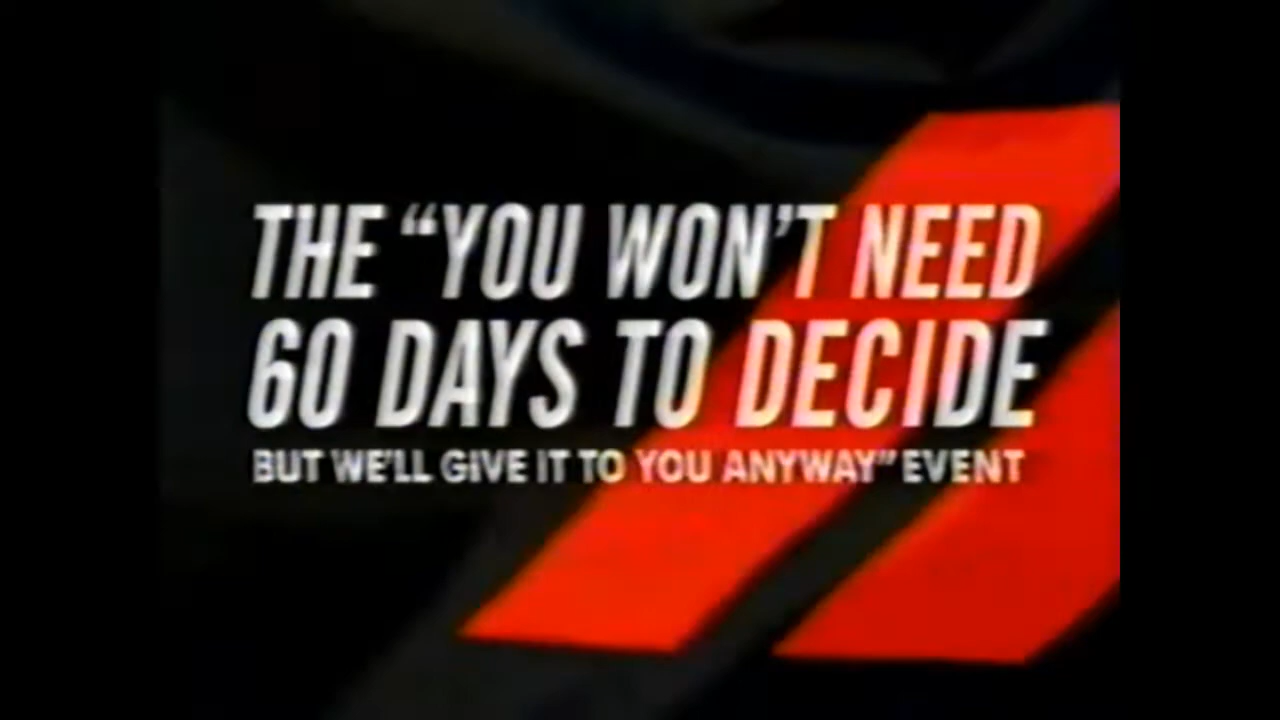 THE “YOU WON’T NEED
60 DAYS TO DECIDE
BUT WE’LL GIVE IT TO YOU ANYWAY” EVENT